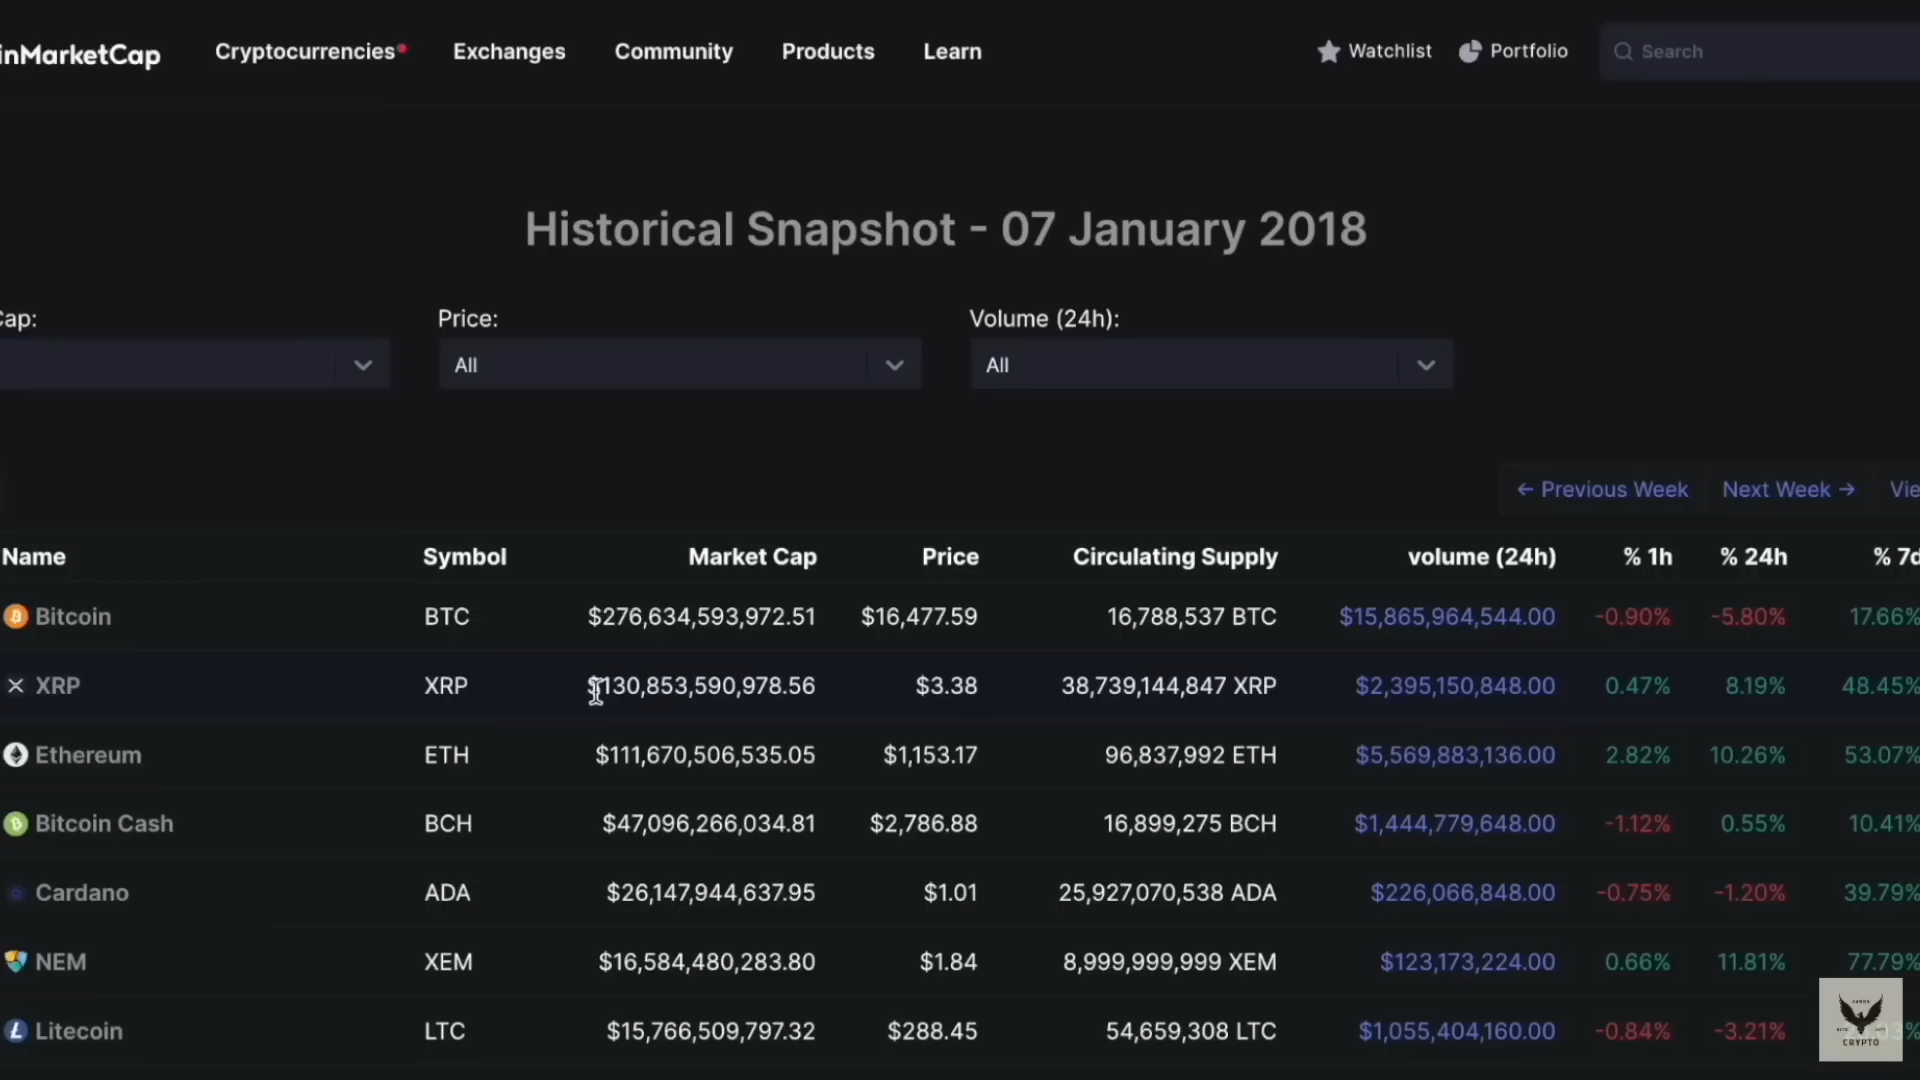 inMarketCap Cryptocurrencies Exchanges Community Products Learn Watchlist Portfolio Search
Historical Snapshot - 07 January 2018
Cap: Price: Volume (24h):
All All
← Previous Week Next Week → Vie
Name Symbol Market Cap Price Circulating Supply volume (24h) % 1h % 24h % 7d
Bitcoin BTC $276,634,593,972.51 $16,477.59 16,788,537 BTC $15,865,964,544.00 -0.90% -5.80% 17.66%
XRP XRP $130,853,590,978.56 $3.38 38,739,144,847 XRP $2,395,150,848.00 0.47% 8.19% 48.45%
Ethereum ETH $111,670,506,535.05 $1,153.17 96,837,992 ETH $5,569,883,136.00 2.82% 10.26% 53.07%
Bitcoin Cash BCH $47,096,266,034.81 $2,786.88 16,899,275 BCH $1,444,779,648.00 -1.12% 0.55% 10.41%
Cardano ADA $26,147,944,637.95 $1.01 25,927,070,538 ADA $226,066,848.00 -0.75% -1.20% 39.79%
NEM XEM $16,584,480,283.80 $1.84 8,999,999,999 XEM $123,173,224.00 0.66% 11.81% 77.79%
Litecoin LTC $15,766,509,797.32 $288.45 54,659,308 LTC $1,055,404,160.00 -0.84% -3.21%
CRYPTO